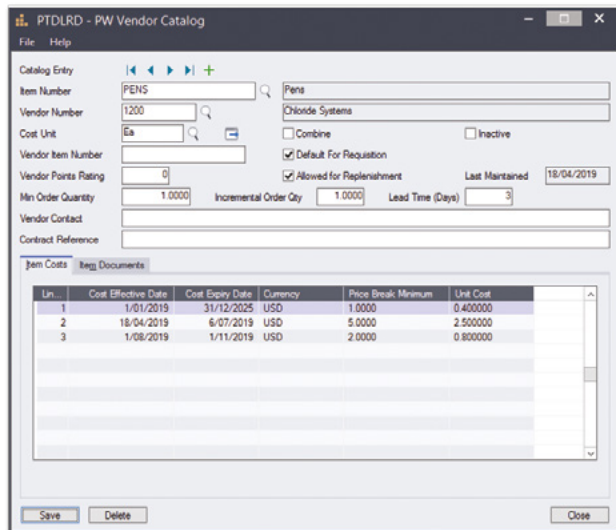 PTDLRD - PW Vendor Catalog
File Help
Catalog Entry
Item Number PENS Pens
Vendor Number 1200 Chloride Systems
Cost Unit Ea Combine Inactive
Vendor Item Number Default For Requisition
Vendor Points Rating 0 Allowed for Replenishment Last Maintained 18/04/2019
Min Order Quantity 1.0000 Incremental Order Qty 1.0000 Lead Time (Days) 3
Vendor Contact
Contract Reference
Item Costs Item Documents
Lin... Cost Effective Date Cost Expiry Date Currency Price Break Minimum Unit Cost
1 1/01/2019 31/12/2025 USD 1.0000 0.400000
2 18/04/2019 6/07/2019 USD 5.0000 2.500000
3 1/08/2019 1/11/2019 USD 2.0000 0.800000
Save Delete Close